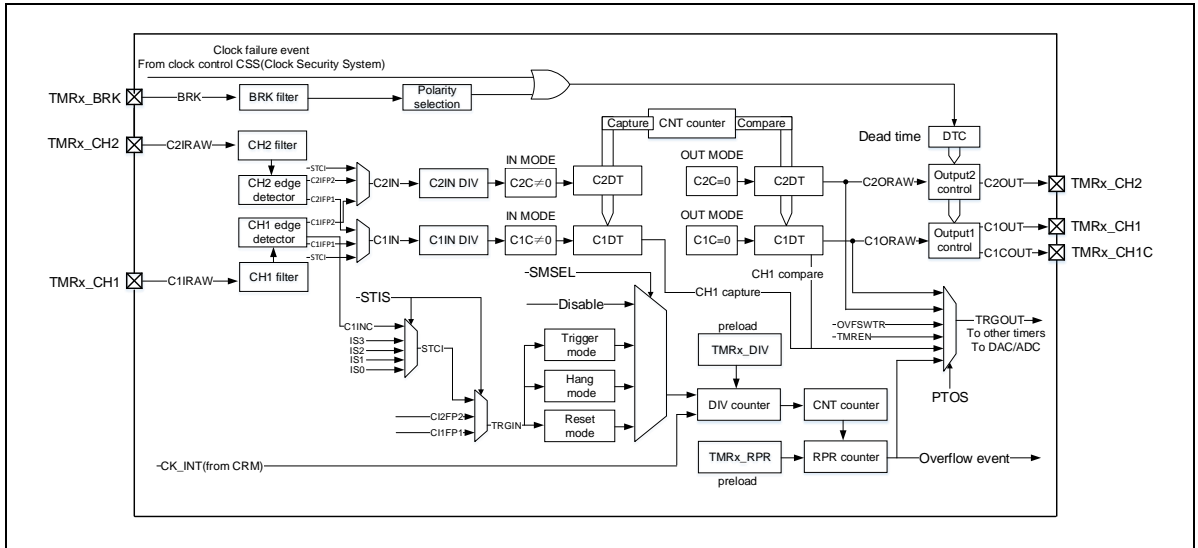 Clock failure event
From clock control CSS(Clock Security System)
TMRx_BRK
BRK
BRK filter
Polarity
selection
Capture
CNT counter
Compare
Dead time
DTC
TMRx_CH2
C2IRAW
CH2 filter
STCI
C2IFP2
C2IFP1
CH2 edge
detector
C2IN
C2IN DIV
IN MODE
C2C≠0
C2DT
OUT MODE
C2C=0
C2DT
C2ORAW
Output2
control
C2OUT
TMRx_CH2
CH1 edge
detector
C1IFP2
C1IFP1
STCI
C1IN
C1IN DIV
IN MODE
C1C≠0
C1DT
OUT MODE
C1C=0
C1DT
C1ORAW
Output1
control
C1OUT
TMRx_CH1
C1COUT
TMRx_CH1C
TMRx_CH1
C1IRAW
CH1 filter
CH1 compare
SMSEL
CH1 capture
STIS
Disable
C1INC
IS3
IS2
IS1
IS0
STCI
Trigger
mode
preload
TMRx_DIV
OVFSWTR
TMREN
TRGOUT
To other timers
To DAC/ADC
PTOS
Hang
mode
CI2FP2
CI1FP1
TRGIN
Reset
mode
DIV counter
CNT counter
CK_INT(from CRM)
TMRx_RPR
preload
RPR counter
Overflow event